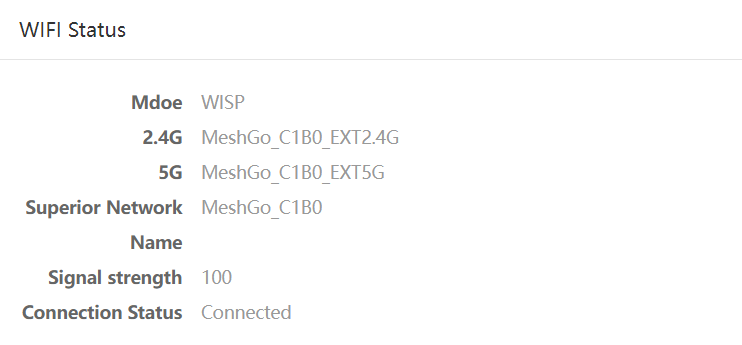 WIFI Status
Mdoe WISP
2.4G MeshGo_C1B0_EXT2.4G
5G MeshGo_C1B0_EXT5G
Superior Network MeshGo_C1B0
Name
Signal strength 100
Connection Status Connected